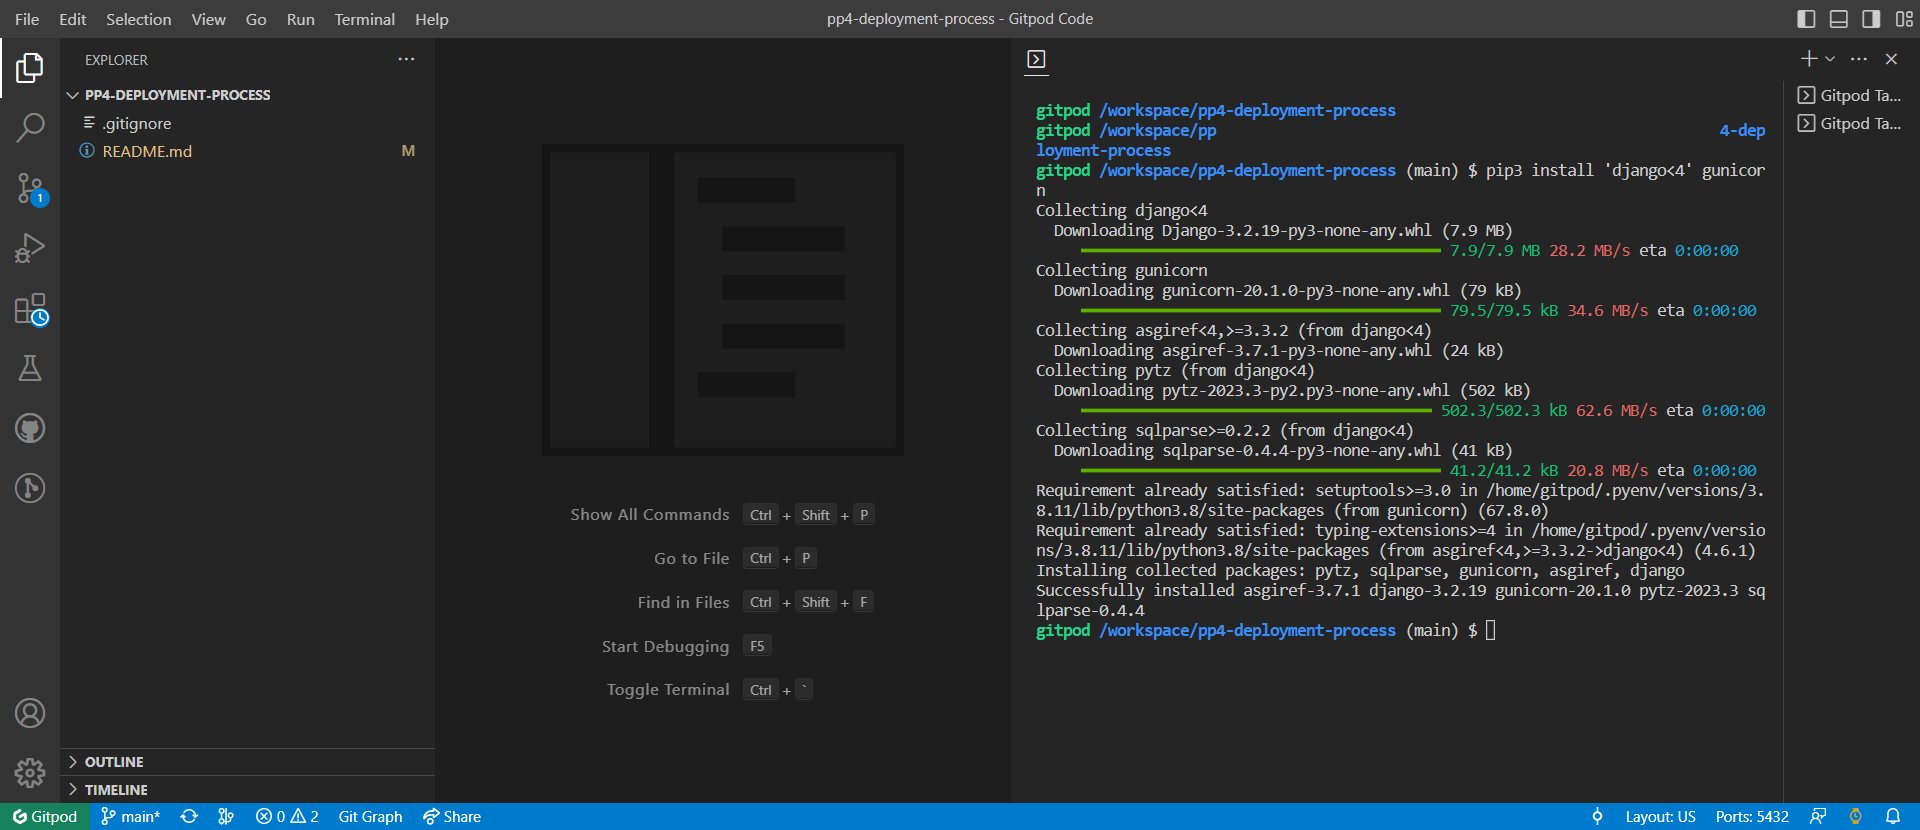 File Edit Selection View Go Run Terminal Help
pp4-deployment-process - Gitpod Code
EXPLORER
PP4-DEPLOYMENT-PROCESS
.gitignore
README.md M
1
OUTLINE
TIMELINE
Show All Commands Ctrl + Shift + P
Go to File Ctrl + P
Find in Files Ctrl + Shift + F
Start Debugging F5
Toggle Terminal Ctrl + `
gitpod /workspace/pp4-deployment-process
gitpod /workspace/pp 4-dep
loyment-process
gitpod /workspace/pp4-deployment-process (main) $ pip3 install 'django<4' gunicor
n
Collecting django<4
Downloading Django-3.2.19-py3-none-any.whl (7.9 MB)
7.9/7.9 MB 28.2 MB/s eta 0:00:00
Collecting gunicorn
Downloading gunicorn-20.1.0-py3-none-any.whl (79 kB)
79.5/79.5 kB 34.6 MB/s eta 0:00:00
Collecting asgiref<4,>=3.3.2 (from django<4)
Downloading asgiref-3.7.1-py3-none-any.whl (24 kB)
Collecting pytz (from django<4)
Downloading pytz-2023.3-py2.py3-none-any.whl (502 kB)
502.3/502.3 kB 62.6 MB/s eta 0:00:00
Collecting sqlparse>=0.2.2 (from django<4)
Downloading sqlparse-0.4.4-py3-none-any.whl (41 kB)
41.2/41.2 kB 20.8 MB/s eta 0:00:00
Requirement already satisfied: setuptools>=3.0 in /home/gitpod/.pyenv/versions/3.
8.11/lib/python3.8/site-packages (from gunicorn) (67.8.0)
Requirement already satisfied: typing-extensions>=4 in /home/gitpod/.pyenv/versio
ns/3.8.11/lib/python3.8/site-packages (from asgiref<4,>=3.3.2->django<4) (4.6.1)
Installing collected packages: pytz, sqlparse, gunicorn, asgiref, django
Successfully installed asgiref-3.7.1 django-3.2.19 gunicorn-20.1.0 pytz-2023.3 sq
lparse-0.4.4
gitpod /workspace/pp4-deployment-process (main) $
Gitpod Ta...
Gitpod Ta...
Gitpod main* 0 2 Git Graph Share Layout: US Ports: 5432